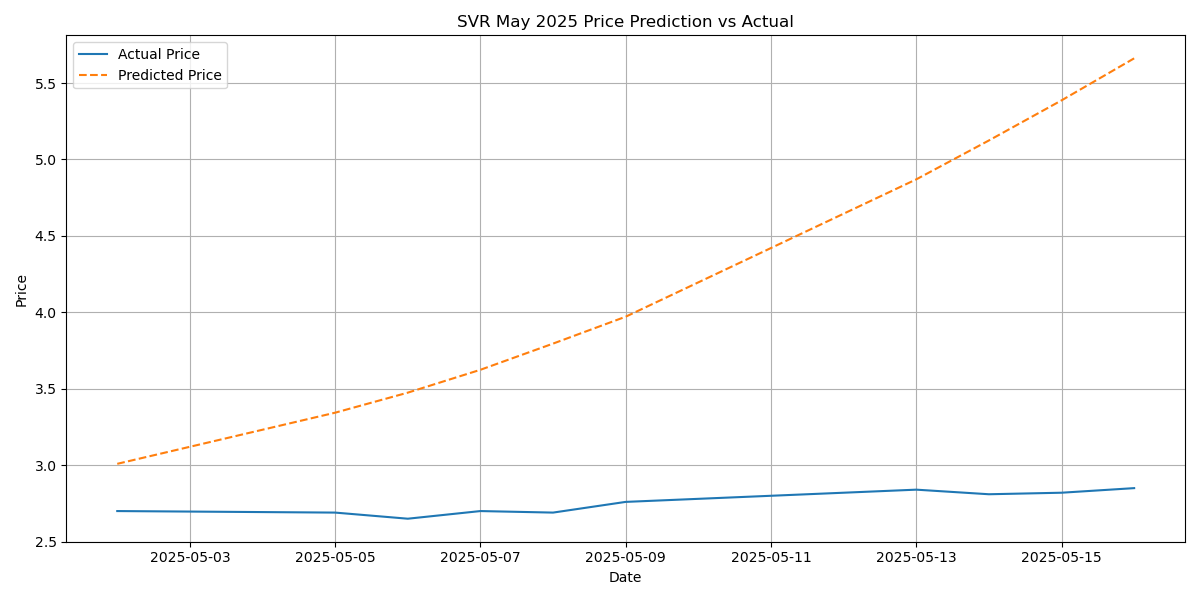 SVR May 2025 Price Prediction vs Actual
Actual Price
Predicted Price
Price
5.5
5.0
4.5
4.0
3.5
3.0
2.5
2025-05-03 2025-05-05 2025-05-07 2025-05-09 2025-05-11 2025-05-13 2025-05-15
Date